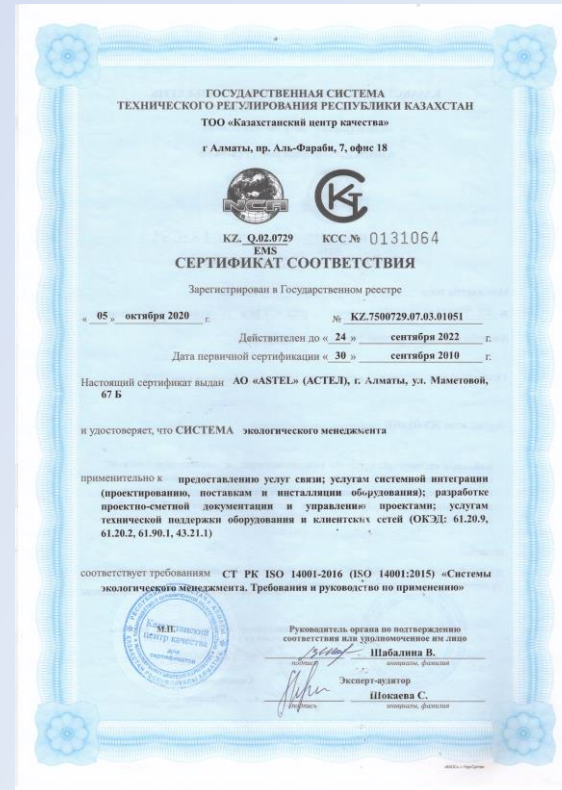 ГОСУДАРСТВЕННАЯ СИСТЕМА
ТЕХНИЧЕСКОГО РЕГУЛИРОВАНИЯ РЕСПУБЛИКИ КАЗАХСТАН
ТОО «Казахстанский центр качества»
г Алматы, пр. Аль-Фараби, 7, офис 18
NCA
KZ. Q.02.0729 КСС № 0131064
EMS
СЕРТИФИКАТ СООТВЕТСТВИЯ
Зарегистрирован в Государственном реестре
« 05 » октября 2020 г. № KZ.7500729.07.03.01051
Действителен до « 24 » сентября 2022 г.
Дата первичной сертификации « 30 » сентября 2010 г.
Настоящий сертификат выдан АО «ASTEL» (АСТЕЛ), г. Алматы, ул. Маметовой,
67 Б
и удостоверяет, что СИСТЕМА экологического менеджмента
применительно к предоставлению услуг связи; услугам системной интеграции
(проектированию, поставкам и инсталляции оборудования); разработке
проектно-сметной документации и управлению проектами; услугам
технической поддержки оборудования и клиентских сетей (ОКЭД: 61.20.9,
61.20.2, 61.90.1, 43.21.1)
соответствует требованиям СТ РК ISO 14001-2016 (ISO 14001:2015) «Системы
экологического менеджмента. Требования и руководство по применению»
М.П.
Казахстанский
центр качества
для
сертификатов
Руководитель органа по подтверждению
соответствия или уполномоченное им лицо
Шабалина В.
подпись инициалы, фамилия
Эксперт-аудитор
Шокаева С.
подпись инициалы, фамилия